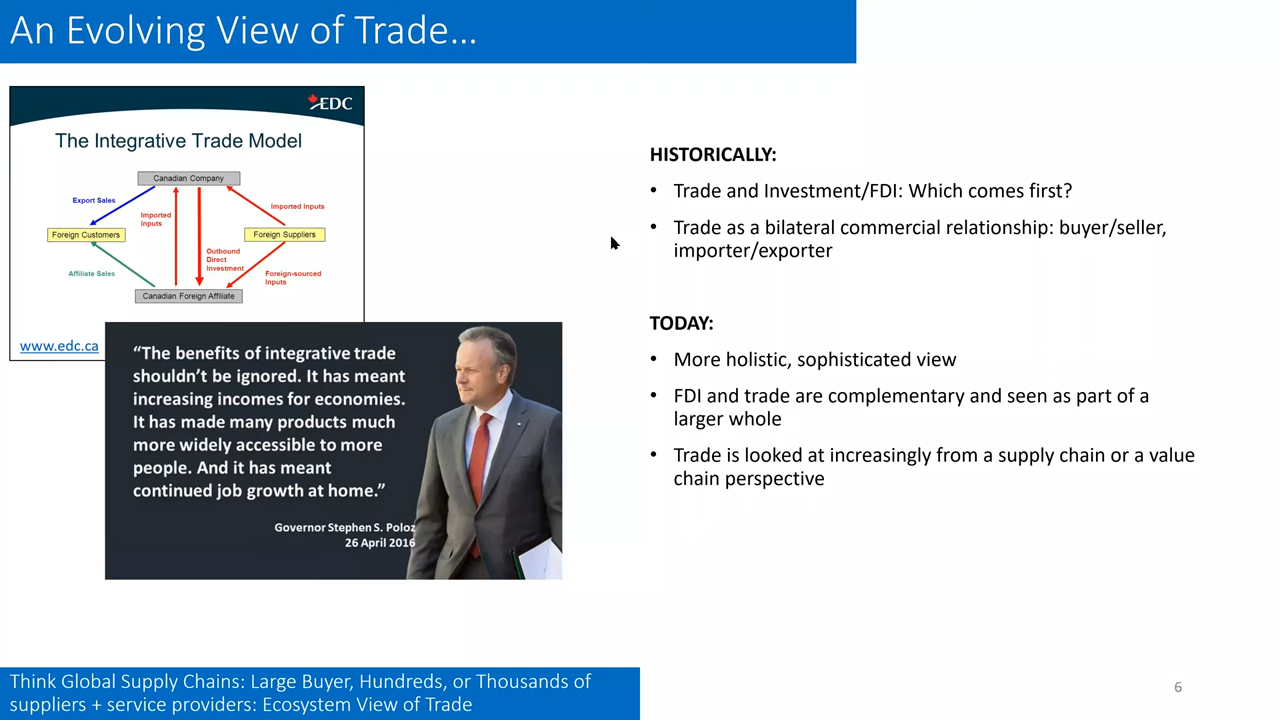 An Evolving View of Trade...
EDC
The Integrative Trade Model
Canadian Company
Export Sales
Imported
Inputs
Imported Inputs
Foreign Customers
Foreign Suppliers
Outbound
Direct
Investment
Affiliate Sales
Foreign-sourced
Inputs
Canadian Foreign Affiliate
www.edc.ca
“The benefits of integrative trade
shouldn’t be ignored. It has meant
increasing incomes for economies.
It has made many products much
more widely accessible to more
people. And it has meant
continued job growth at home.”
Governor Stephen S. Poloz
26 April 2016
HISTORICALLY:
• Trade and Investment/FDI: Which comes first?
• Trade as a bilateral commercial relationship: buyer/seller,
importer/exporter
TODAY:
• More holistic, sophisticated view
• FDI and trade are complementary and seen as part of a
larger whole
• Trade is looked at increasingly from a supply chain or a value
chain perspective
Think Global Supply Chains: Large Buyer, Hundreds, or Thousands of
suppliers + service providers: Ecosystem View of Trade
6